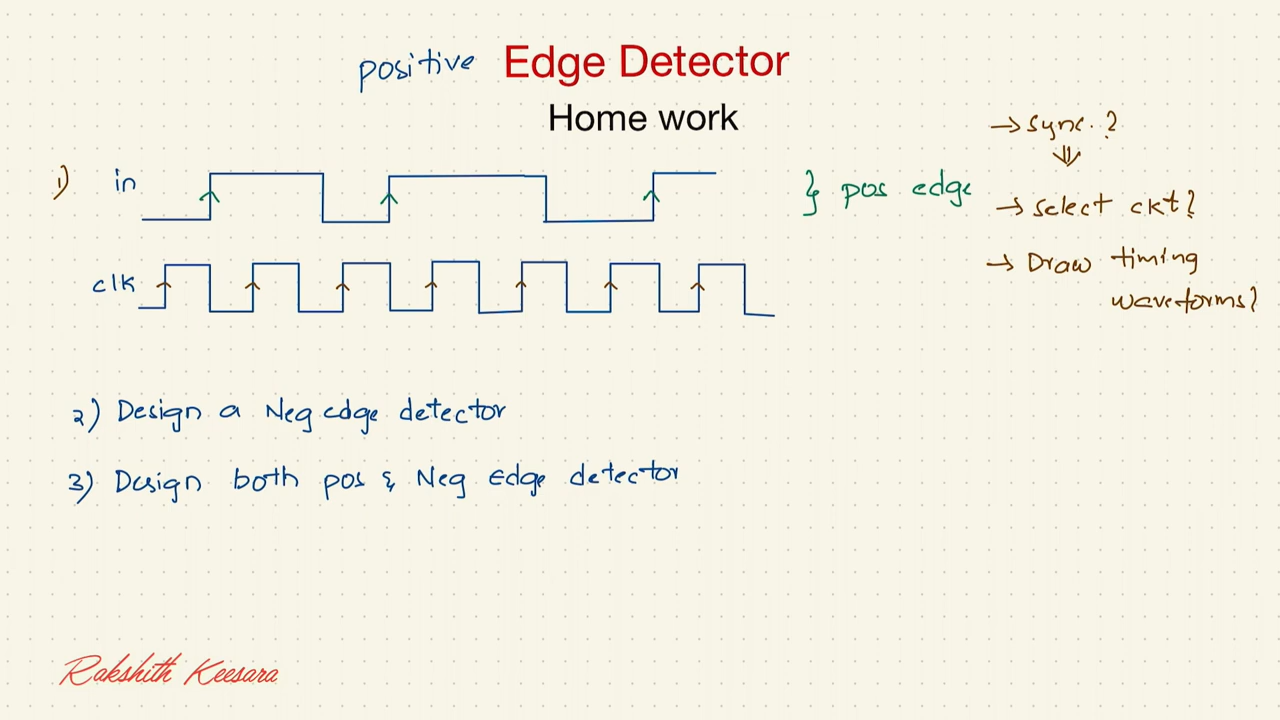 positive Edge Detector
Home work
→ sync. ?
1) in
} pos edge
→ select ckt?
clk
→ Draw timing
waveforms?
2) Design a Neg edge detector
3) Design both pos & Neg Edge detector
Rakshith Keesara